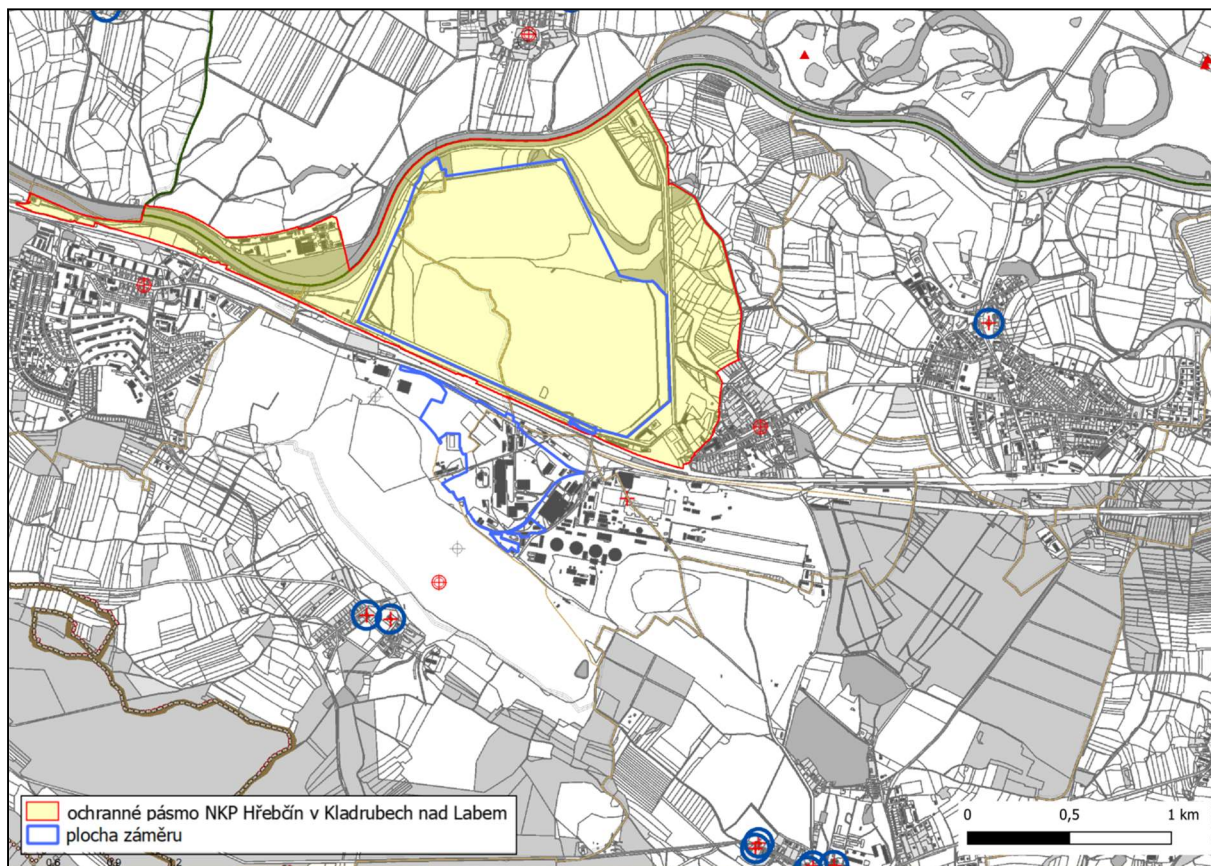 ochranné pásmo NKP Hřebčín v Kladrubech nad Labem
plocha záměru
0 0,5 1 km